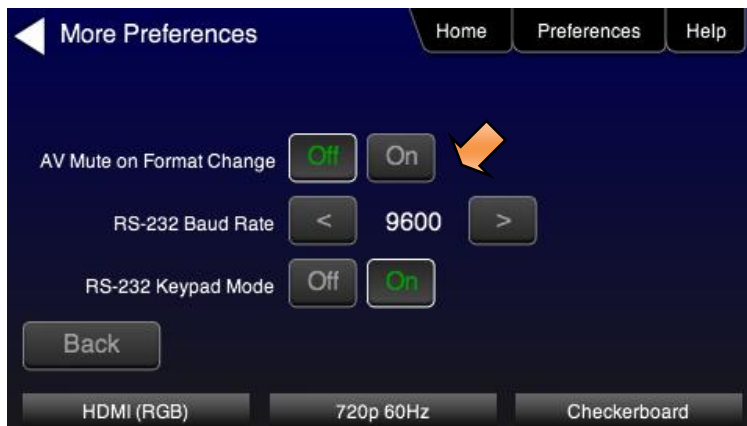 More Preferences Home Preferences Help
AV Mute on Format Change Off On
RS-232 Baud Rate < 9600 >
RS-232 Keypad Mode Off On
Back
HDMI (RGB) 720p 60Hz Checkerboard